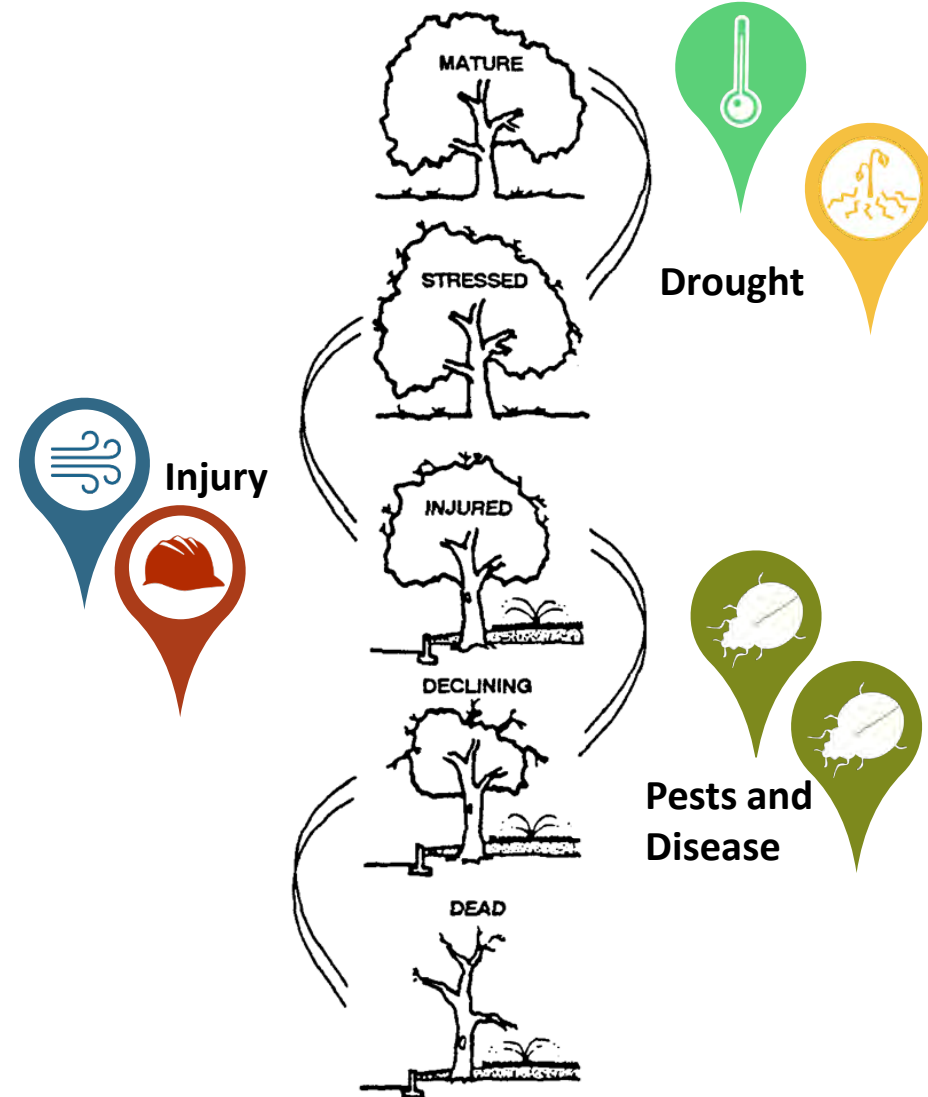 MATURE
STRESSED
Drought
Injury
INJURED
DECLINING
Pests and
Disease
DEAD